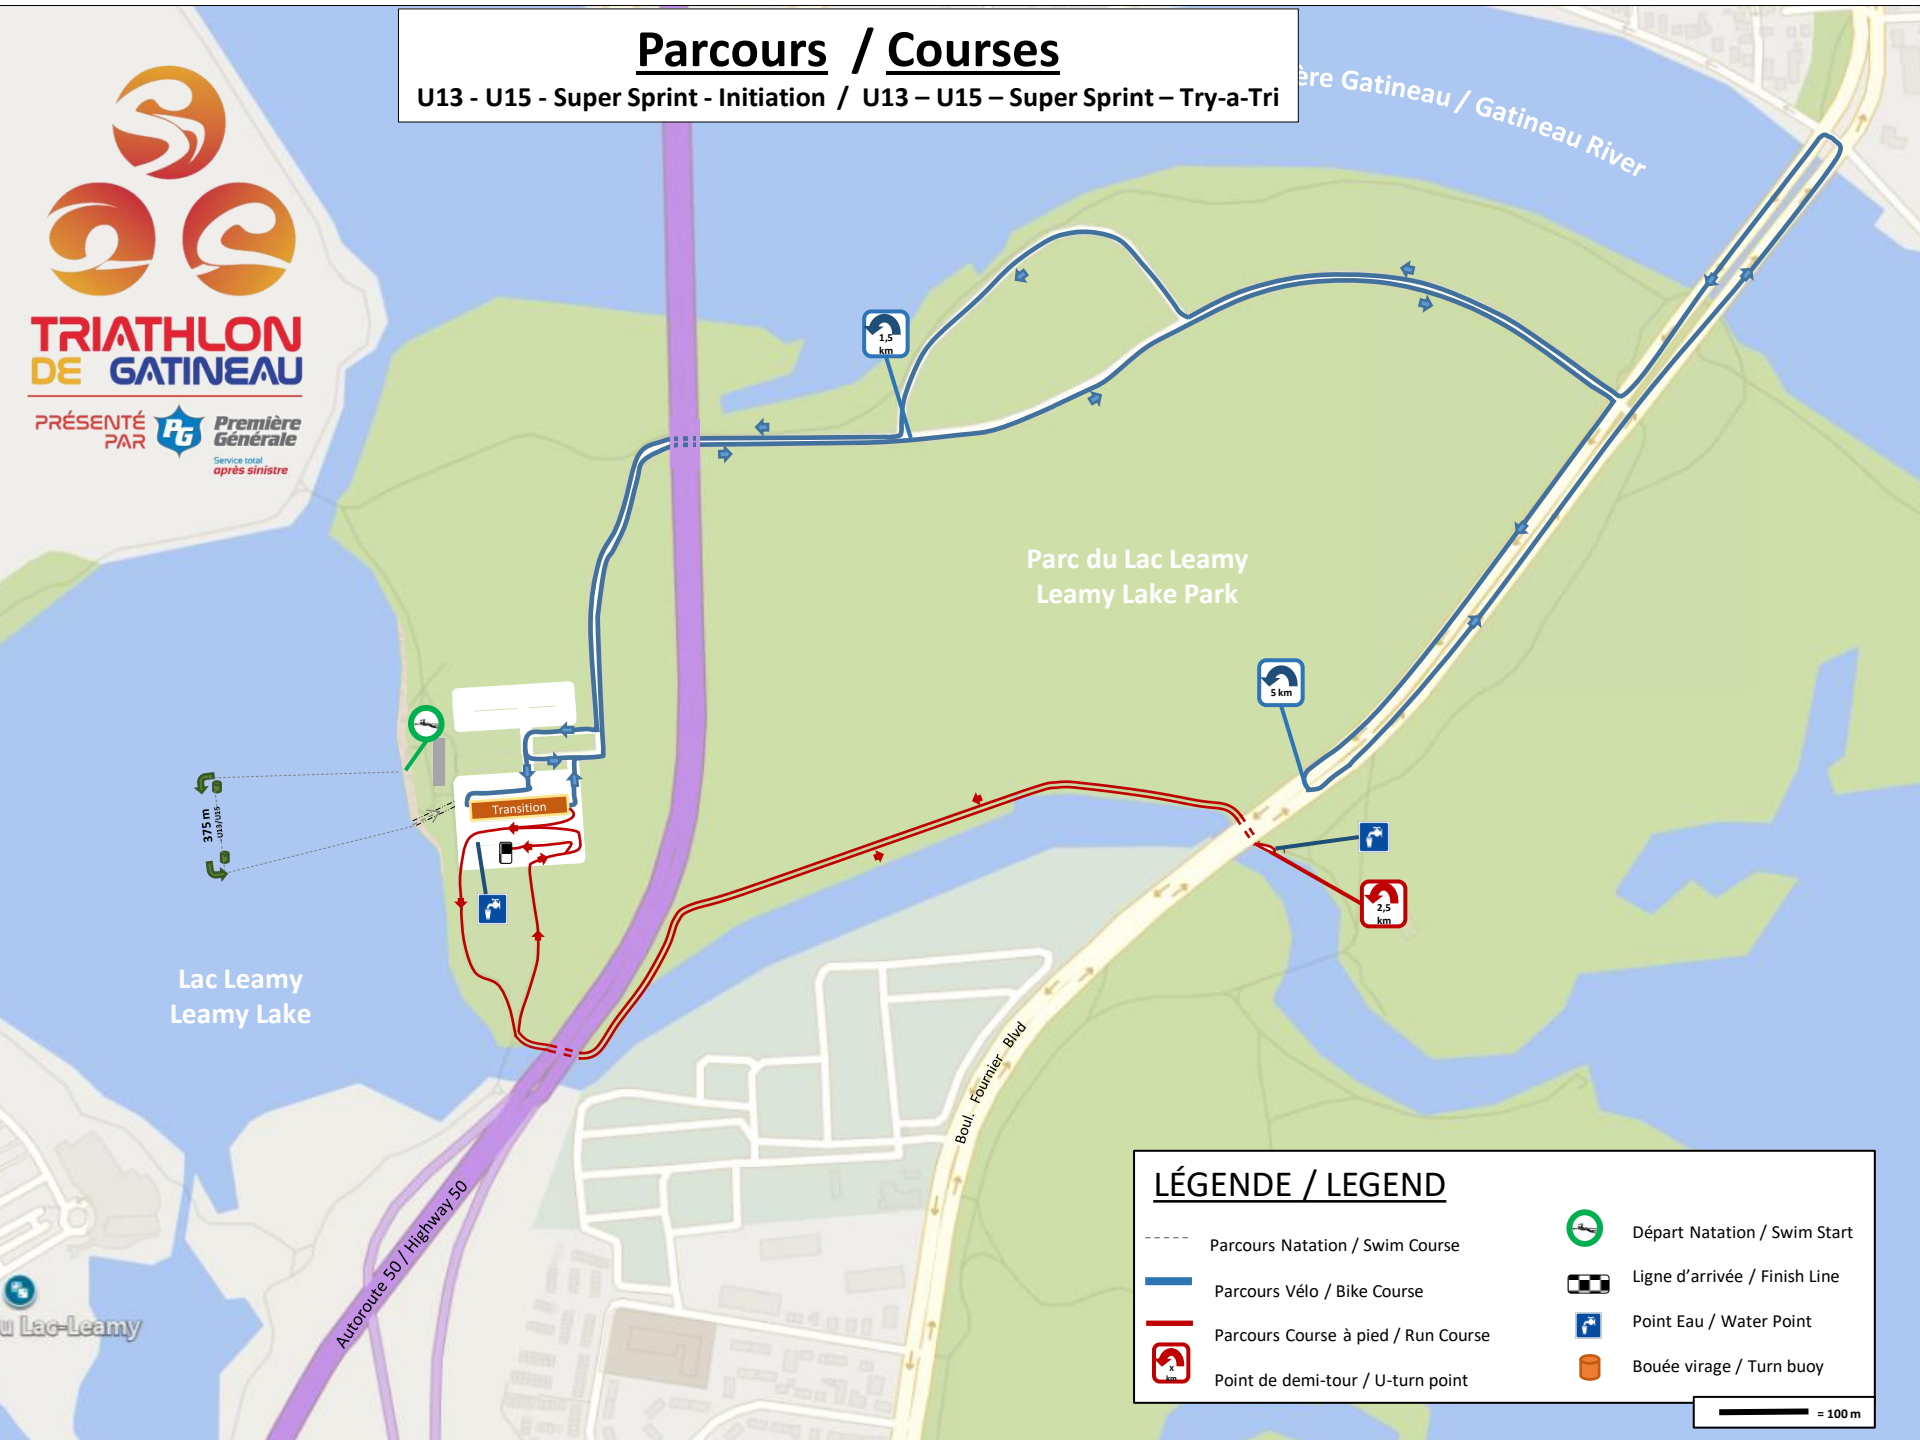 Parcours / Courses
U13 - U15 - Super Sprint - Initiation / U13 – U15 – Super Sprint – Try-a-Tri
ère Gatineau / Gatineau River
TRIATHLON
DE GATINEAU
PRÉSENTÉ
PAR
PG
Première
Générale
Service total
après sinistre
1,5
km
Parc du Lac Leamy
Leamy Lake Park
5 km
375 m
U13/U15
Transition
2,5
km
Lac Leamy
Leamy Lake
Boul. Fournier Blvd
Autoroute 50 / Highway 50
u Lac-Leamy
LÉGENDE / LEGEND
Parcours Natation / Swim Course
Parcours Vélo / Bike Course
Parcours Course à pied / Run Course
x
km
Point de demi-tour / U-turn point
Départ Natation / Swim Start
Ligne d'arrivée / Finish Line
Point Eau / Water Point
Bouée virage / Turn buoy
= 100 m